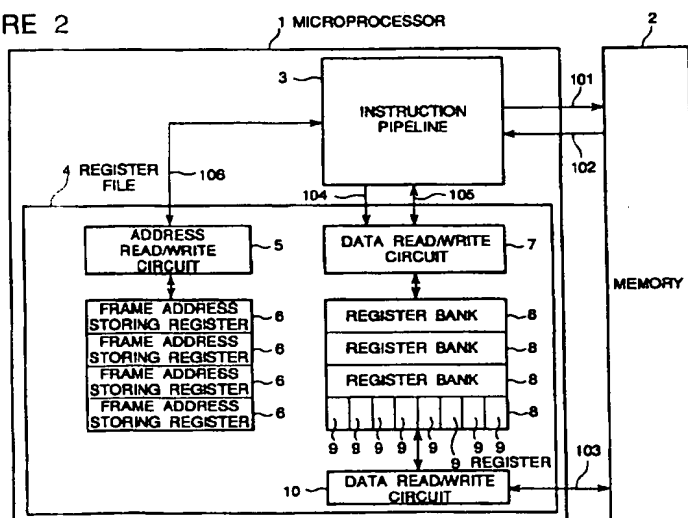 RE 2
1 MICROPROCESSOR
2
3
INSTRUCTION
PIPELINE
101
102
4 REGISTER
FILE
106
104
105
ADDRESS
READ/WRITE
CIRCUIT
5
DATA READ/WRITE
CIRCUIT
7
MEMORY
FRAME ADDRESS
STORING REGISTER
6
FRAME ADDRESS
STORING REGISTER
6
FRAME ADDRESS
STORING REGISTER
6
FRAME ADDRESS
STORING REGISTER
6
REGISTER BANK
8
REGISTER BANK
8
REGISTER BANK
8
8
9 9 9 9 9 9 9 9 REGISTER
103
10
DATA READ/WRITE
CIRCUIT